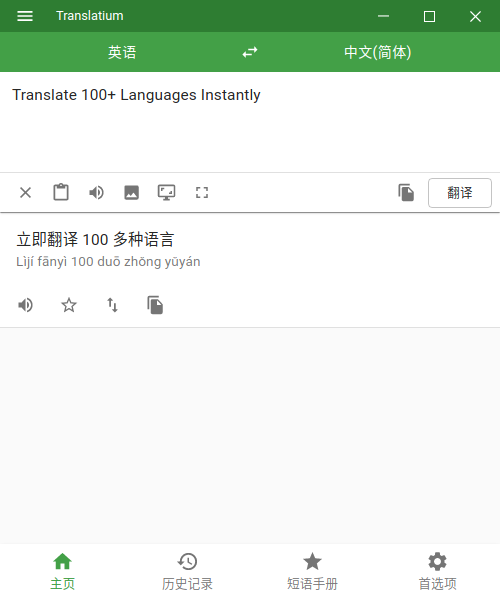 Translatium
英语
中文(简体)
Translate 100+ Languages Instantly
翻译
立即翻译 100 多种语言
Lìjí fānyì 100 duō zhǒng yǔyán
主页
历史记录
短语手册
首选项